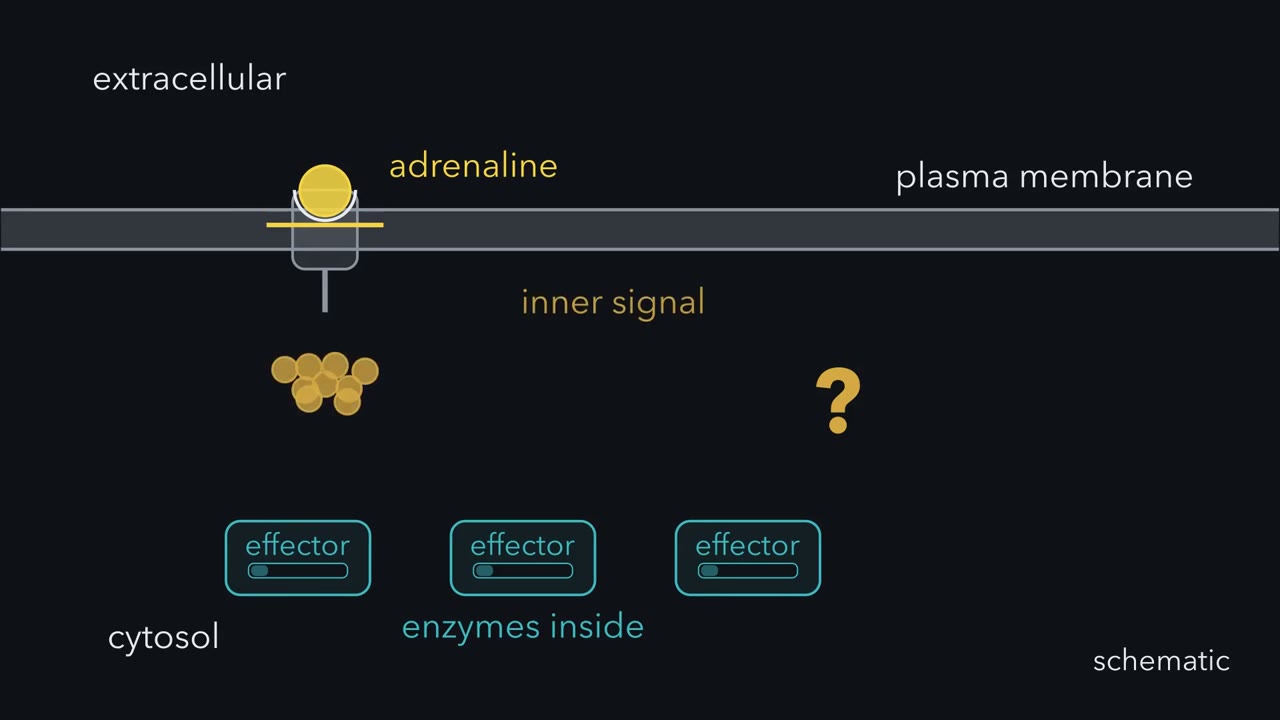 extracellular
adrenaline
plasma membrane
inner signal
?
effector
effector
effector
enzymes inside
cytosol
schematic